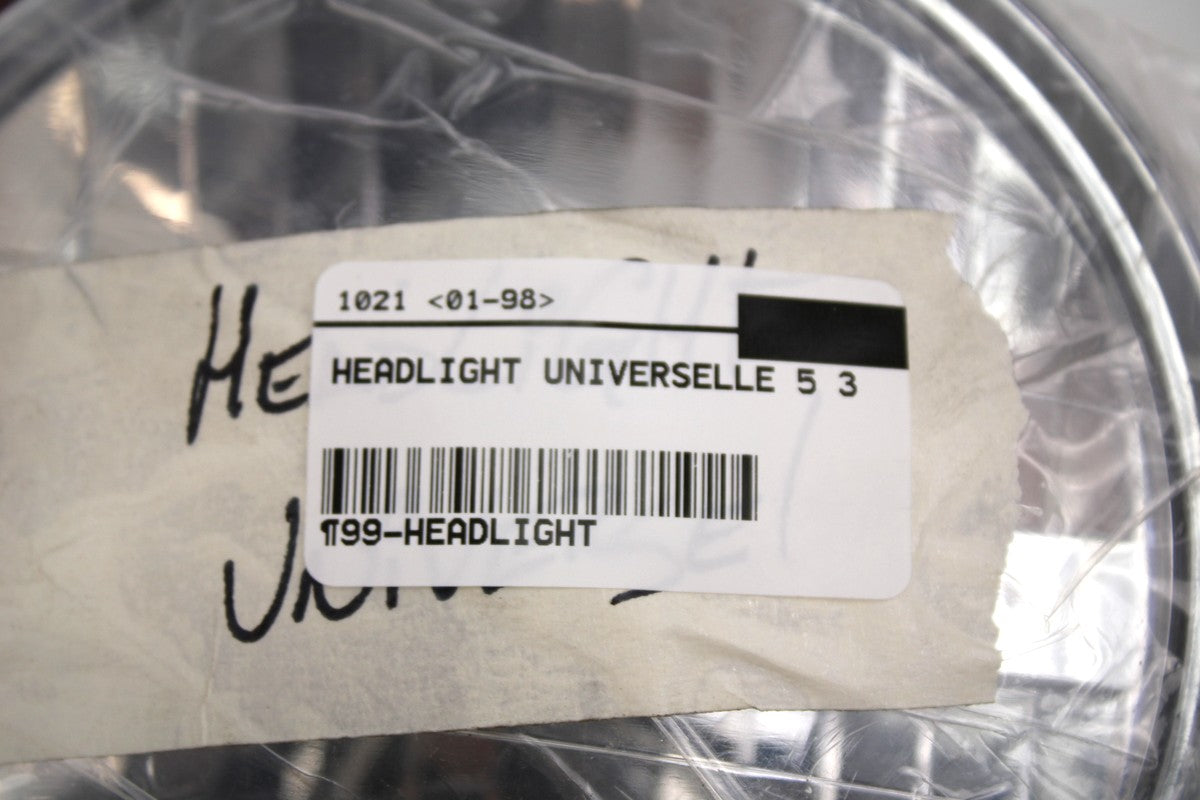 1021 <01-98>
HEADLIGHT UNIVERSELLE 5 3
¶99-HEADLIGHT